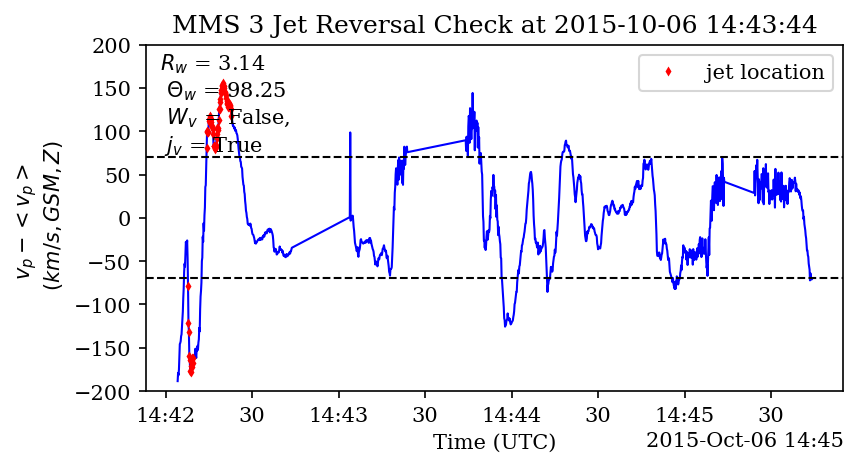 MMS 3 Jet Reversal Check at 2015-10-06 14:43:44
R_w = 3.14
Θ_w = 98.25
W_v = False,
j_v = True
jet location
200
150
100
50
0
−50
−100
−150
−200
v_p − < v_p >
(km/s, GSM, Z)
14:42 30 14:43 30 14:44 30 14:45 30
Time (UTC)
2015-Oct-06 14:45